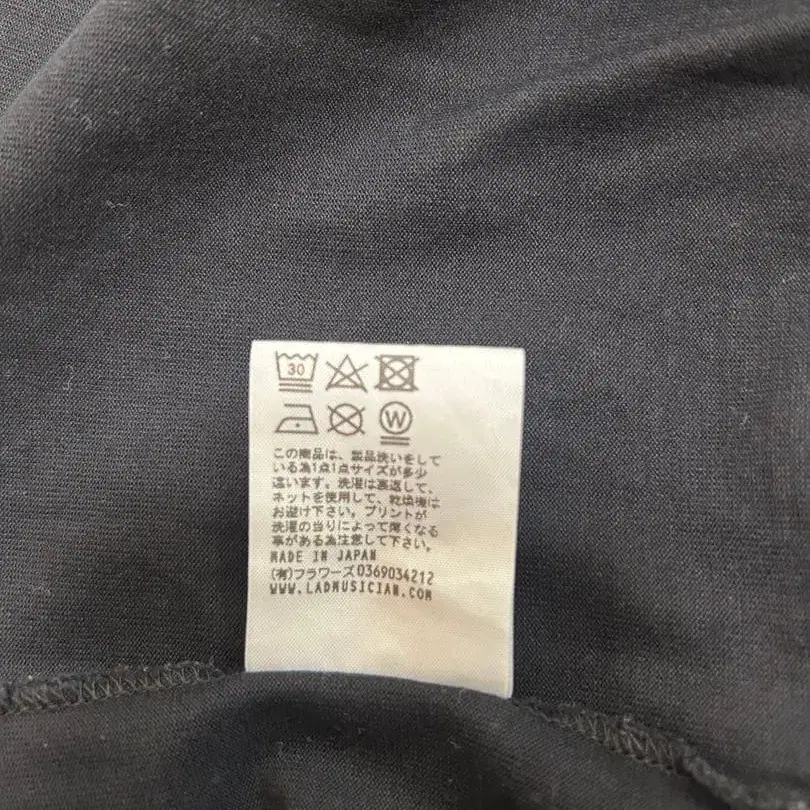 30
W
この商品は、製品洗いをして
いる為1点1点サイズが多少
違います。洗濯は裏返して、
ネットを使用して、乾燥機は
お避け下さい。プリントが
洗濯の当りによって薄くなる
事がある為注意して下さい。
MADE IN JAPAN
(有)フラワーズ0369034212
WWW.LADMUSICIAN.COM